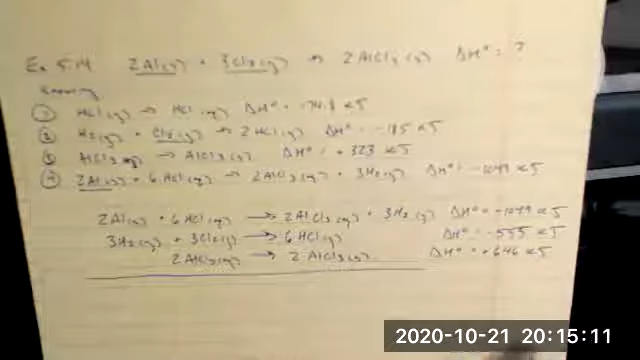 Ex. 5.14 2Al(s) + 3Cl₂(g) → 2AlCl₃(s) ΔH° = ?
① HCl(g) → HCl(aq) ΔH° = -74.8 kJ
② H₂(g) + Cl₂(g) → 2HCl(g) ΔH° = -185 kJ
③ AlCl₃(aq) → AlCl₃(s) ΔH° = +323 kJ
④ 2Al(s) + 6HCl(aq) → 2AlCl₃(aq) + 3H₂(g) ΔH° = -1049 kJ
2Al(s) + 6HCl(aq) → 2AlCl₃(aq) + 3H₂(g) ΔH° = -1049 kJ
3H₂(g) + 3Cl₂(g) → 6HCl(g) ΔH° = -555 kJ
2AlCl₃(aq) → 2AlCl₃(s) ΔH° = +646 kJ
2020-10-21 20:15:11